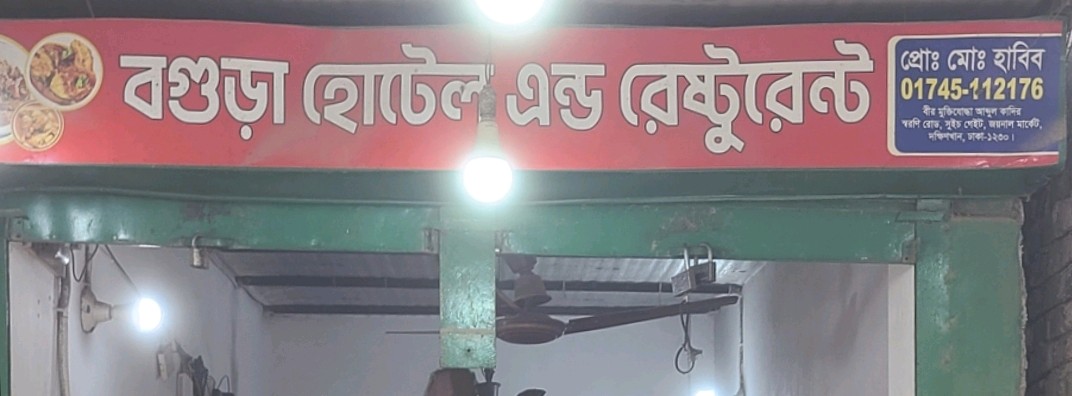 বগুড়া হোটেল এন্ড রেষ্টুরেন্ট
প্রোঃ মোঃ হাবিব
01745-112176
বীর মুক্তিযোদ্ধা আব্দুল কাদির
স্বরণি রোড, সুইচ গেইট, জয়নাল মার্কেট,
দক্ষিণখান, ঢাকা-১২৩০।